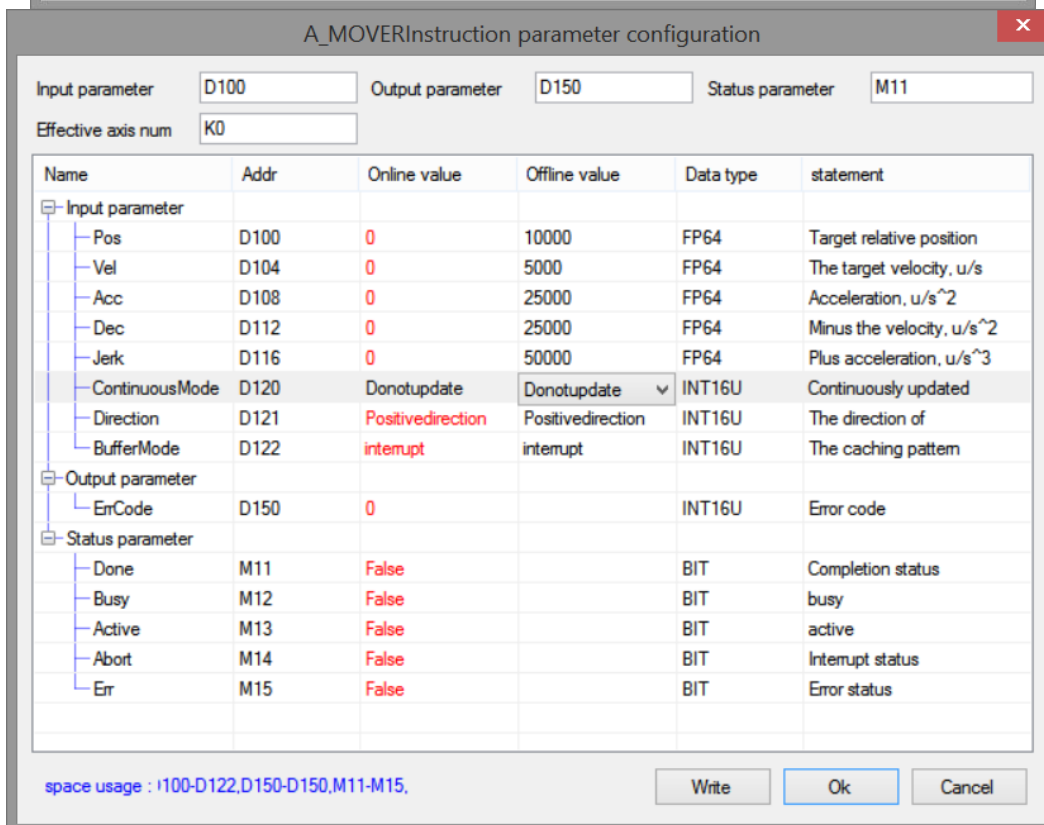 A_MOVERInstruction parameter configuration
x
Input parameter D100 Output parameter D150 Status parameter M11
Effective axis num K0
Name Addr Online value Offline value Data type statement
Input parameter
Pos D100 0 10000 FP64 Target relative position
Vel D104 0 5000 FP64 The target velocity, u/s
Acc D108 0 25000 FP64 Acceleration, u/s^2
Dec D112 0 25000 FP64 Minus the velocity, u/s^2
Jerk D116 0 50000 FP64 Plus acceleration, u/s^3
ContinuousMode D120 Donotupdate Donotupdate INT16U Continuously updated
Direction D121 Positivedirection Positivedirection INT16U The direction of
BufferMode D122 interrupt interrupt INT16U The caching pattern
Output parameter
ErrCode D150 0 INT16U Error code
Status parameter
Done M11 False BIT Completion status
Busy M12 False BIT busy
Active M13 False BIT active
Abort M14 False BIT Interrupt status
Err M15 False BIT Error status
space usage : 100-D122,D150-D150,M11-M15,
Write Ok Cancel